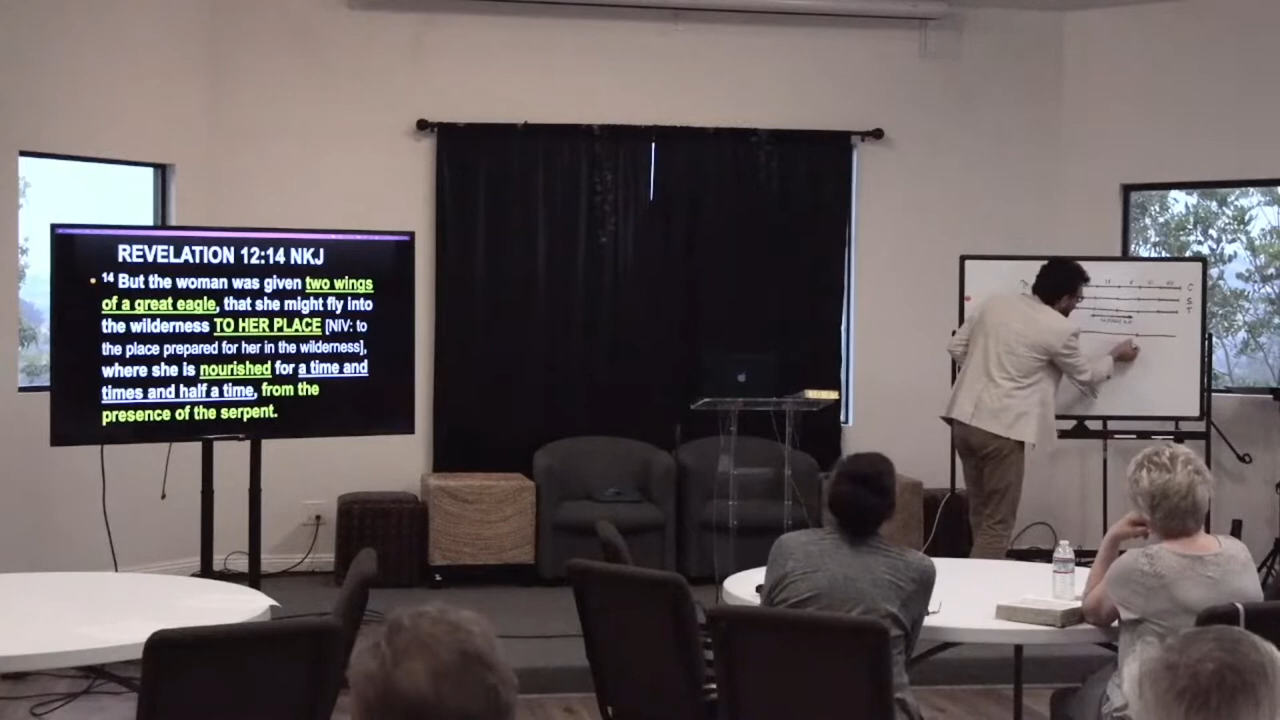 REVELATION 12:14 NKJ
• 14 But the woman was given two wings
of a great eagle, that she might fly into
the wilderness TO HER PLACE [NIV: to
the place prepared for her in the wilderness],
where she is nourished for a time and
times and half a time, from the
presence of the serpent.
C
S
T